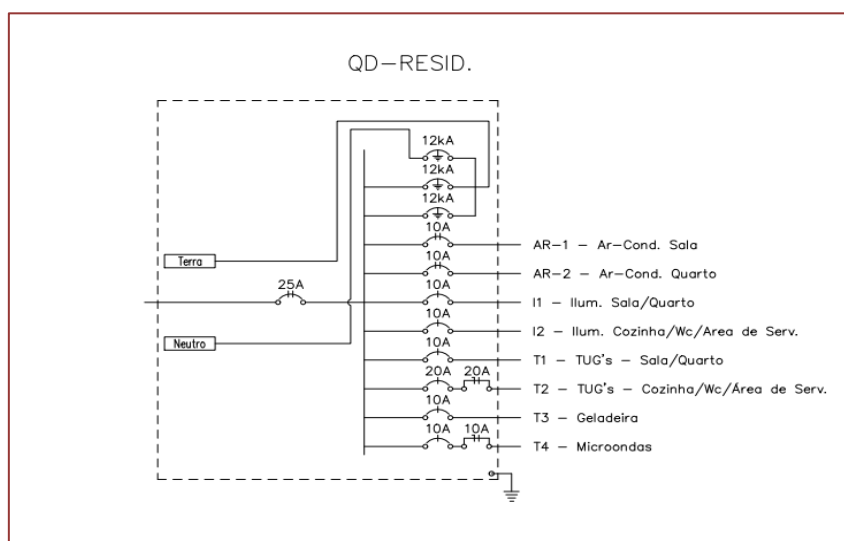 QD-RESID.
12kA
12kA
12kA
10A
AR-1 - Ar-Cond. Sala
10A
AR-2 - Ar-Cond. Quarto
Terra
25A
10A
I1 - Ilum. Sala/Quarto
10A
I2 - Ilum. Cozinha/Wc/Area de Serv.
Neutro
10A
T1 - TUG's - Sala/Quarto
20A 20A
T2 - TUG's - Cozinha/Wc/Área de Serv.
10A
T3 - Geladeira
10A 10A
T4 - Microondas